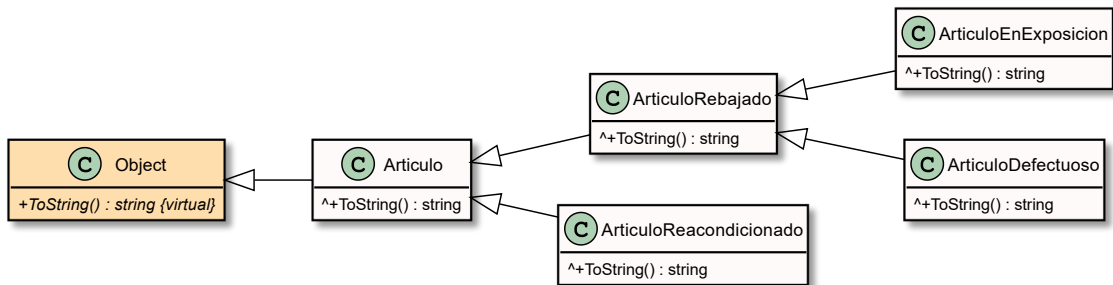 C ArticuloEnExposicion
^+ToString() : string
C ArticuloRebajado
^+ToString() : string
C Object
+ToString() : string {virtual}
C Articulo
^+ToString() : string
C ArticuloDefectuoso
^+ToString() : string
C ArticuloReacondicionado
^+ToString() : string